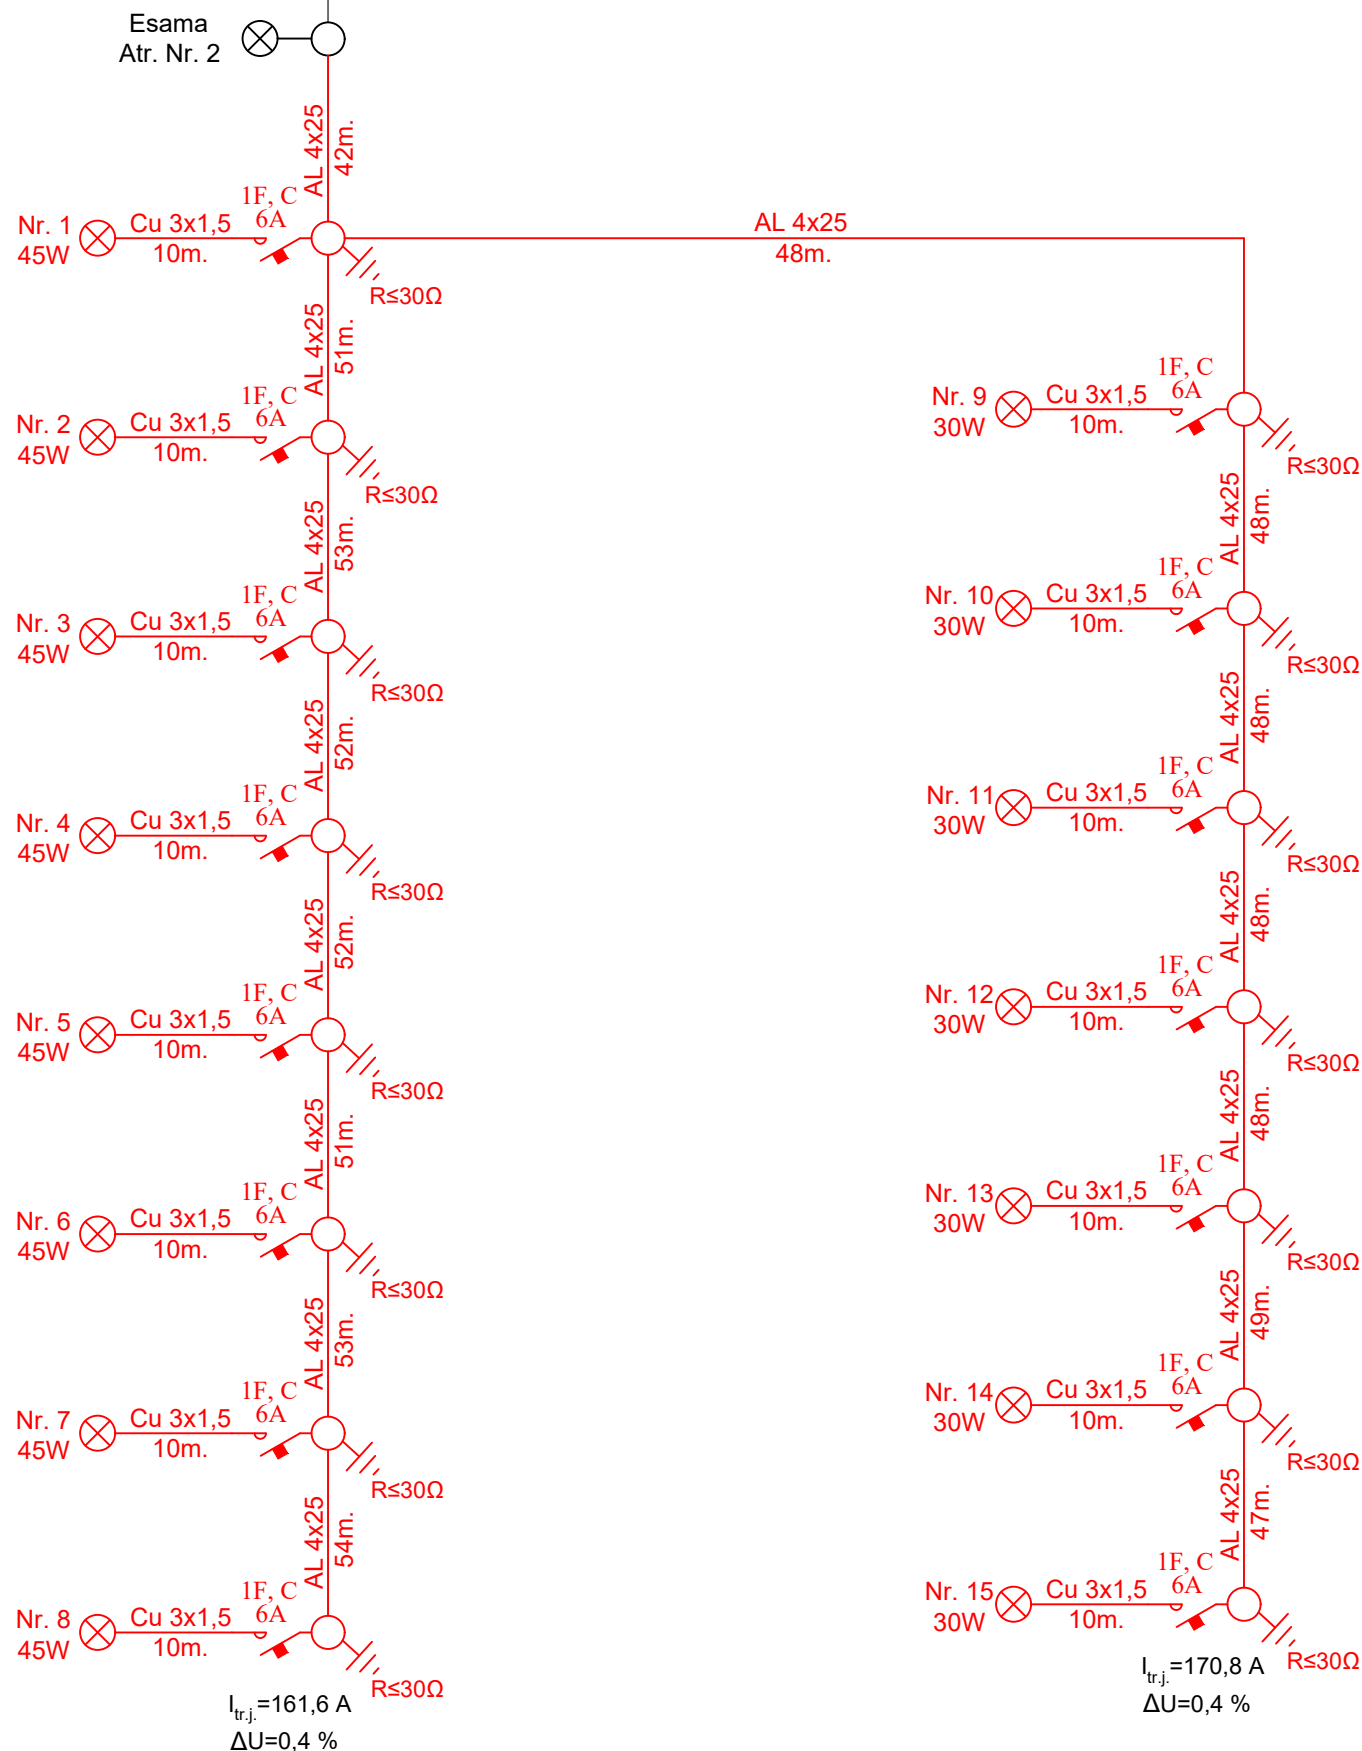 Esama
Atr. Nr. 2
AL 4x25
42m.
Nr. 1
45W
Cu 3x1,5
10m.
1F, C
6A
R≤30Ω
AL 4x25
48m.
AL 4x25
51m.
Nr. 2
45W
Cu 3x1,5
10m.
1F, C
6A
R≤30Ω
AL 4x25
53m.
Nr. 3
45W
Cu 3x1,5
10m.
1F, C
6A
R≤30Ω
AL 4x25
52m.
Nr. 4
45W
Cu 3x1,5
10m.
1F, C
6A
R≤30Ω
AL 4x25
52m.
Nr. 5
45W
Cu 3x1,5
10m.
1F, C
6A
R≤30Ω
AL 4x25
51m.
Nr. 6
45W
Cu 3x1,5
10m.
1F, C
6A
R≤30Ω
AL 4x25
53m.
Nr. 7
45W
Cu 3x1,5
10m.
1F, C
6A
R≤30Ω
AL 4x25
54m.
Nr. 8
45W
Cu 3x1,5
10m.
1F, C
6A
R≤30Ω
Itr.j.=161,6 A
ΔU=0,4 %
Nr. 9
30W
Cu 3x1,5
10m.
1F, C
6A
R≤30Ω
AL 4x25
48m.
Nr. 10
30W
Cu 3x1,5
10m.
1F, C
6A
R≤30Ω
AL 4x25
48m.
Nr. 11
30W
Cu 3x1,5
10m.
1F, C
6A
R≤30Ω
AL 4x25
48m.
Nr. 12
30W
Cu 3x1,5
10m.
1F, C
6A
R≤30Ω
AL 4x25
48m.
Nr. 13
30W
Cu 3x1,5
10m.
1F, C
6A
R≤30Ω
AL 4x25
49m.
Nr. 14
30W
Cu 3x1,5
10m.
1F, C
6A
R≤30Ω
AL 4x25
47m.
Nr. 15
30W
Cu 3x1,5
10m.
1F, C
6A
R≤30Ω
Itr.j.=170,8 A
ΔU=0,4 %